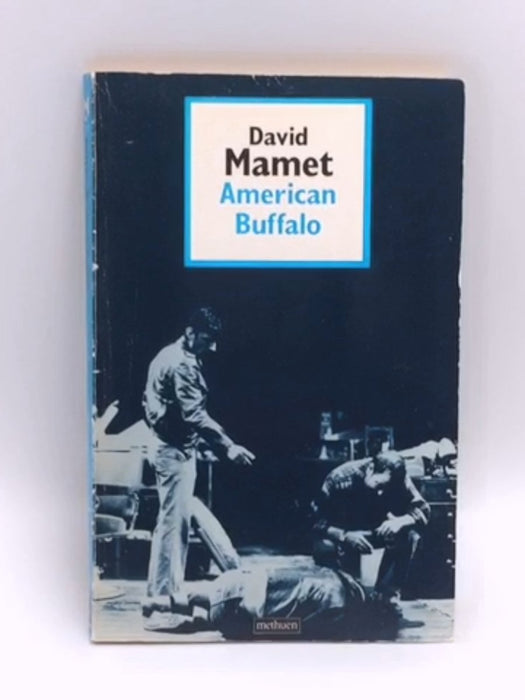 David
Mamet
American
Buffalo
methuen